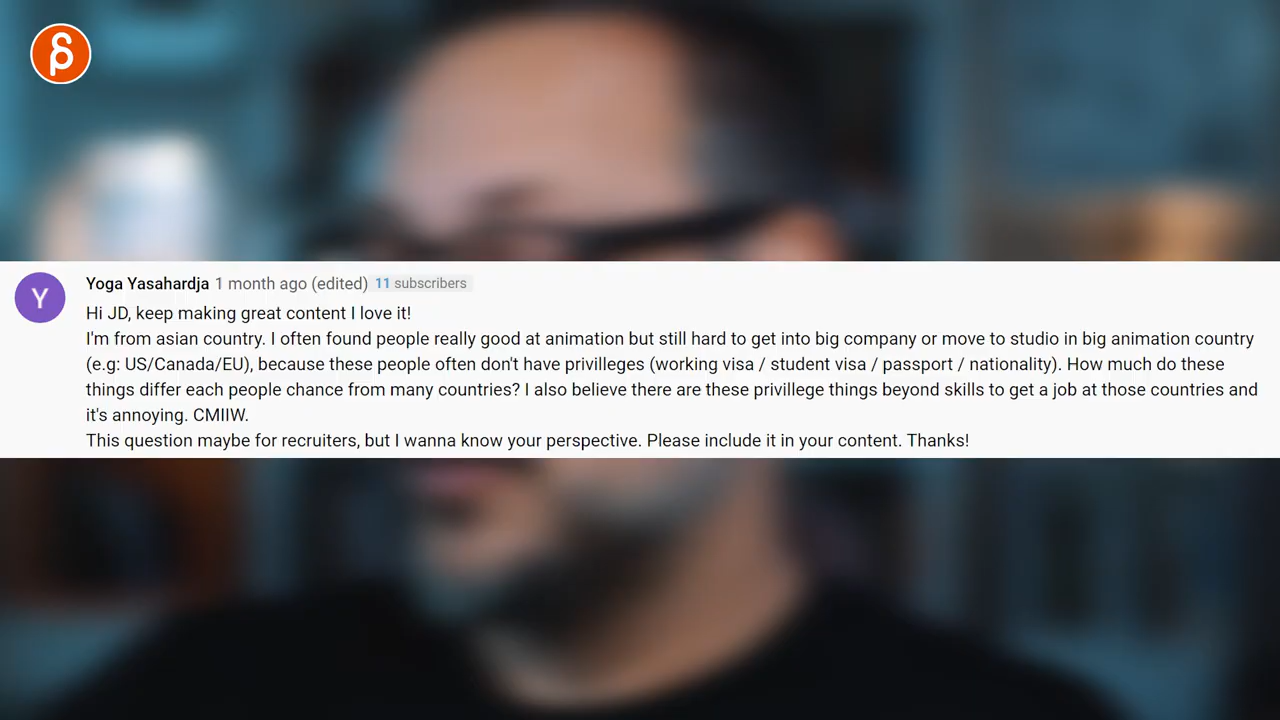 Y
Yoga Yasahardja 1 month ago (edited) 11 subscribers
Hi JD, keep making great content I love it!
I'm from asian country. I often found people really good at animation but still hard to get into big company or move to studio in big animation country
(e.g: US/Canada/EU), because these people often don't have privilleges (working visa / student visa / passport / nationality). How much do these
things differ each people chance from many countries? I also believe there are these privillege things beyond skills to get a job at those countries and
it's annoying. CMIIW.
This question maybe for recruiters, but I wanna know your perspective. Please include it in your content. Thanks!